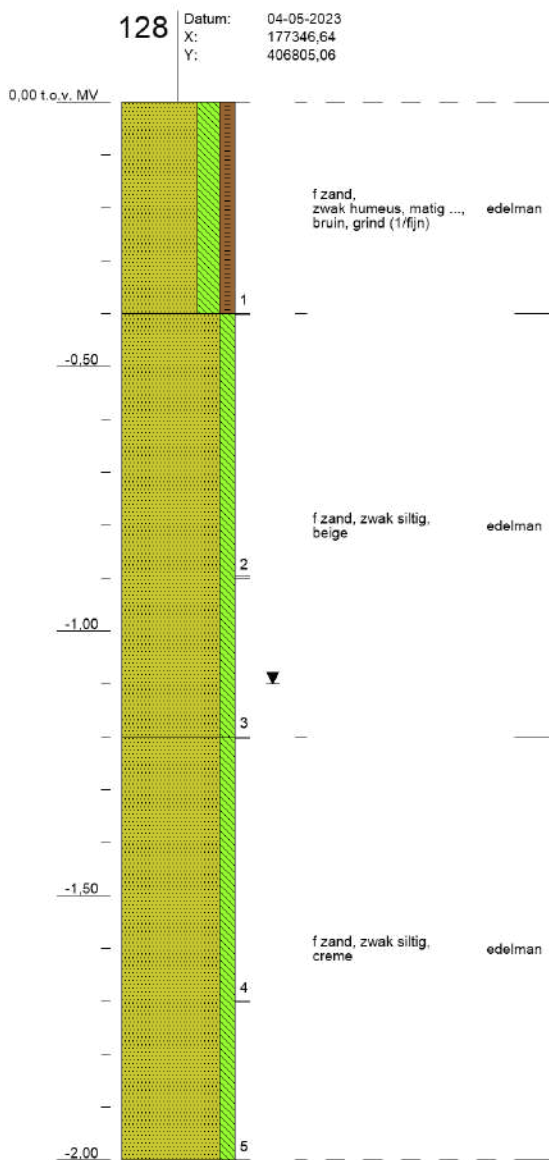 128
Datum: 04-05-2023
X: 177346,64
Y: 406805,06
0,00 t.o.v. MV
f zand,
zwak humeus, matig ..., edelman
bruin, grind (1/fijn)
1
-0,50
f zand, zwak siltig, edelman
beige
2
-1,00
3
-1,50
f zand, zwak siltig, edelman
creme
4
5
-2,00